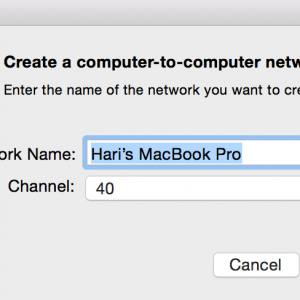 Create a computer-to-computer netw
Enter the name of the network you want to cre
ork Name: Hari’s MacBook Pro
Channel: 40
Cancel